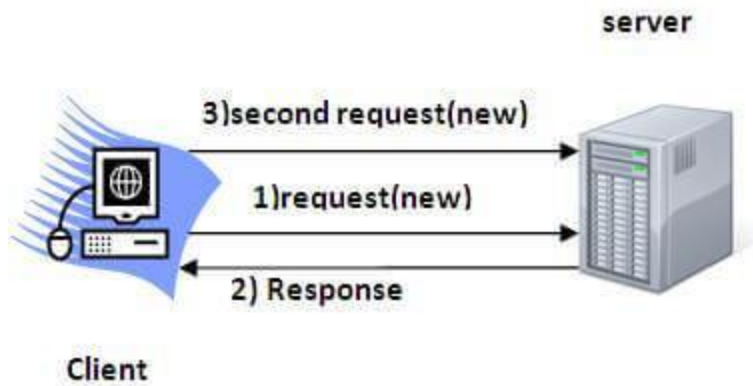 server
3)second request(new)
1)request(new)
2) Response
Client